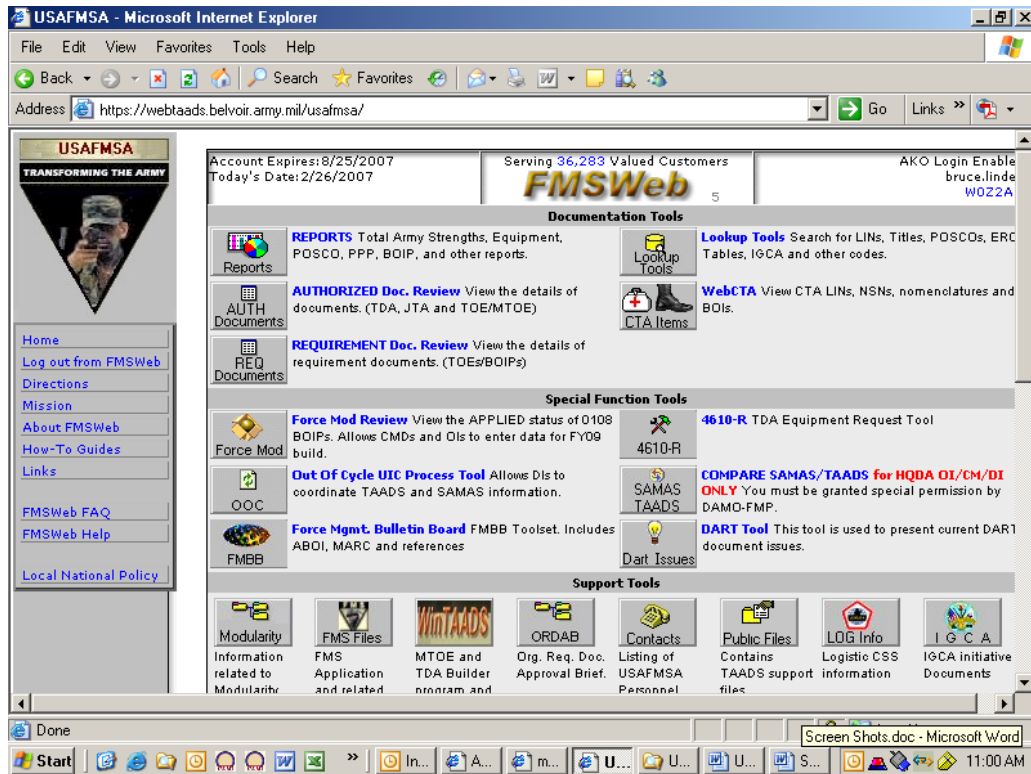 USAFMSA - Microsoft Internet Explorer
File Edit View Favorites Tools Help
Back Search Favorites
Address https://webtaads.belvoir.army.mil/usafmsa/ Go Links »
USAFMSA
TRANSFORMING THE ARMY
Home
Log out from FMSWeb
Directions
Mission
About FMSWeb
How-To Guides
Links
FMSWeb FAQ
FMSWeb Help
Local National Policy
Account Expires:8/25/2007
Today's Date:2/26/2007
Serving 36,283 Valued Customers
FMSWeb 5
AKO Login Enable
bruce.linde
W0Z2A
Documentation Tools
Reports
REPORTS Total Army Strengths, Equipment,
POSCO, PPP, BOIP, and other reports.
Lookup
Tools
Lookup Tools Search for LINs, Titles, POSCOs, ERC
Tables, IGCA and other codes.
AUTH
Documents
AUTHORIZED Doc. Review View the details of
documents. (TDA, JTA and TOE/MTOE)
CTA Items
WebCTA View CTA LINs, NSNs, nomenclatures and
BOIs.
REQ
Documents
REQUIREMENT Doc. Review View the details of
requirement documents. (TOEs/BOIPs)
Special Function Tools
Force Mod
Force Mod Review View the APPLIED status of 0108
BOIPs. Allows CMDs and OIs to enter data for FY09
build.
4610-R
4610-R TDA Equipment Request Tool
OOC
Out Of Cycle UIC Process Tool Allows DIs to
coordinate TAADS and SAMAS information.
SAMAS
TAADS
COMPARE SAMAS/TAADS for HQDA OI/CM/DI
ONLY You must be granted special permission by
DAMO-FMP.
FMBB
Force Mgmt. Bulletin Board FMBB Toolset. Includes
ABOI, MARC and references
Dart Issues
DART Tool This tool is used to present current DART
document issues.
Support Tools
Modularity
Information
related to
Modularity
FMS Files
FMS
Application
and related
WinTAADS
MTOE and
TDA Builder
program and
ORDAB
Org. Req. Doc.
Approval Brief.
Contacts
Listing of
USAFMSA
Personnel
Public Files
Contains
TAADS support
files
LOG Info
Logistic CSS
information
I G C A
IGCA initiative
Documents
Done
Screen Shots.doc - Microsoft Word
Start » In... A... m... U... U... U... S... 11:00 AM